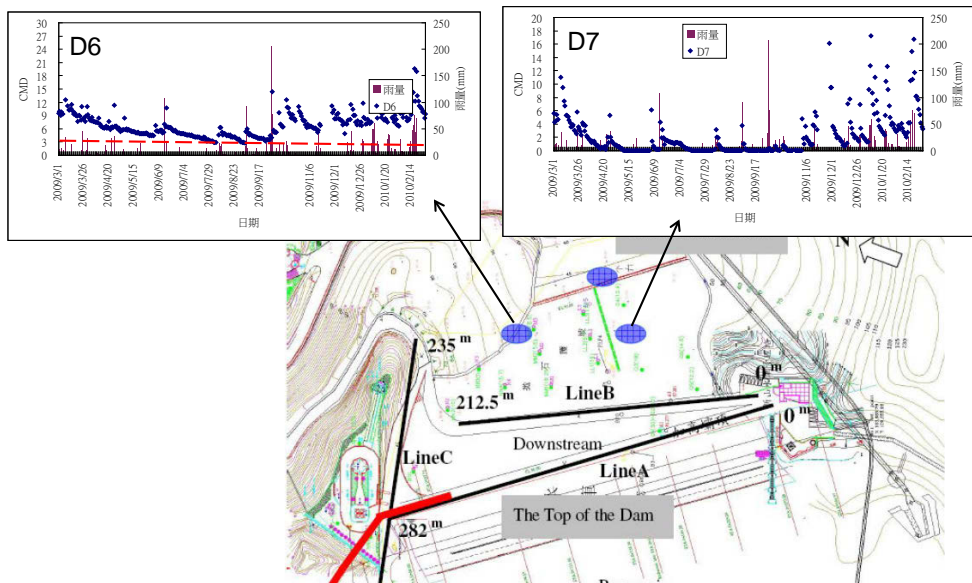 D6
30
27
24
21
18
15
12
9
6
3
0
CMD
250
200
150
100
50
0
雨量(mm)
雨量
D6
2009/3/1
2009/3/26
2009/4/20
2009/5/15
2009/6/9
2009/7/4
2009/7/29
2009/8/23
2009/9/17
2009/11/6
2009/12/1
2009/12/26
2010/1/20
2010/2/14
日期
D7
20
18
16
14
12
10
8
6
4
2
0
CMD
250
200
150
100
50
0
雨量(mm)
雨量
D7
2009/3/1
2009/3/26
2009/4/20
2009/5/15
2009/6/9
2009/7/4
2009/7/29
2009/8/23
2009/9/17
2009/11/6
2009/12/1
2009/12/26
2010/1/20
2010/2/14
日期
N
235 m
0 m
212.5 m
LineB
0 m
Downstream
LineC
LineA
282 m
The Top of the Dam